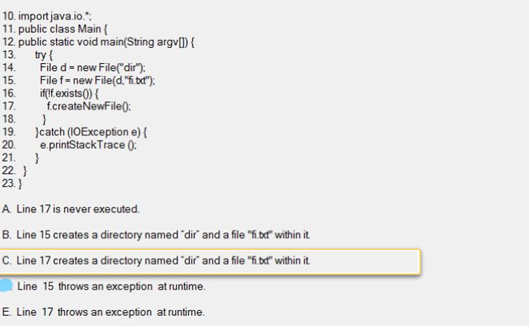 10. import java.io.*;
11. public class Main {
12. public static void main(String argv[]) {
13. try {
14. File d = new File("dir");
15. File f = new File(d,"fi.txt");
16. if(!f.exists()) {
17. f.createNewFile();
18. }
19. }catch (IOException e) {
20. e.printStackTrace ();
21. }
22. }
23. }
A. Line 17 is never executed.
B. Line 15 creates a directory named "dir" and a file "fi.txt" within it.
C. Line 17 creates a directory named "dir" and a file "fi.txt" within it.
Line 15 throws an exception at runtime.
E. Line 17 throws an exception at runtime.